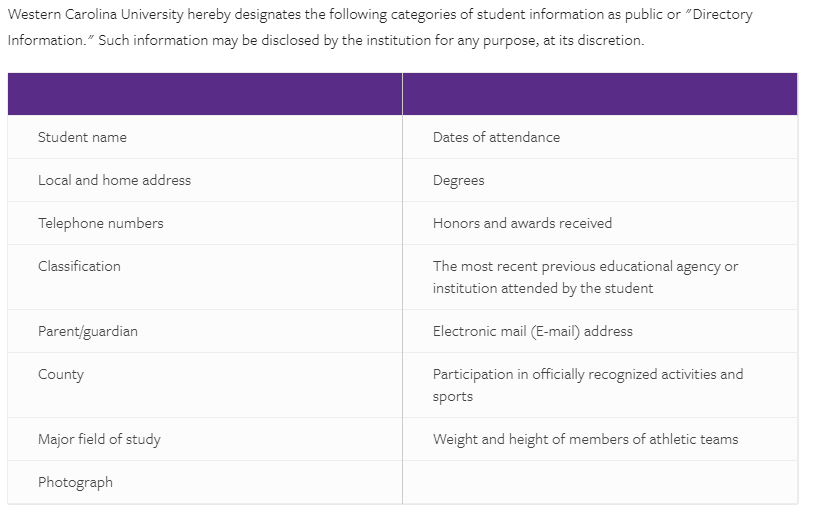 Western Carolina University hereby designates the following categories of student information as public or "Directory
Information." Such information may be disclosed by the institution for any purpose, at its discretion.
Student name
Dates of attendance
Local and home address
Degrees
Telephone numbers
Honors and awards received
Classification
The most recent previous educational agency or
institution attended by the student
Parent/guardian
Electronic mail (E-mail) address
County
Participation in officially recognized activities and
sports
Major field of study
Weight and height of members of athletic teams
Photograph